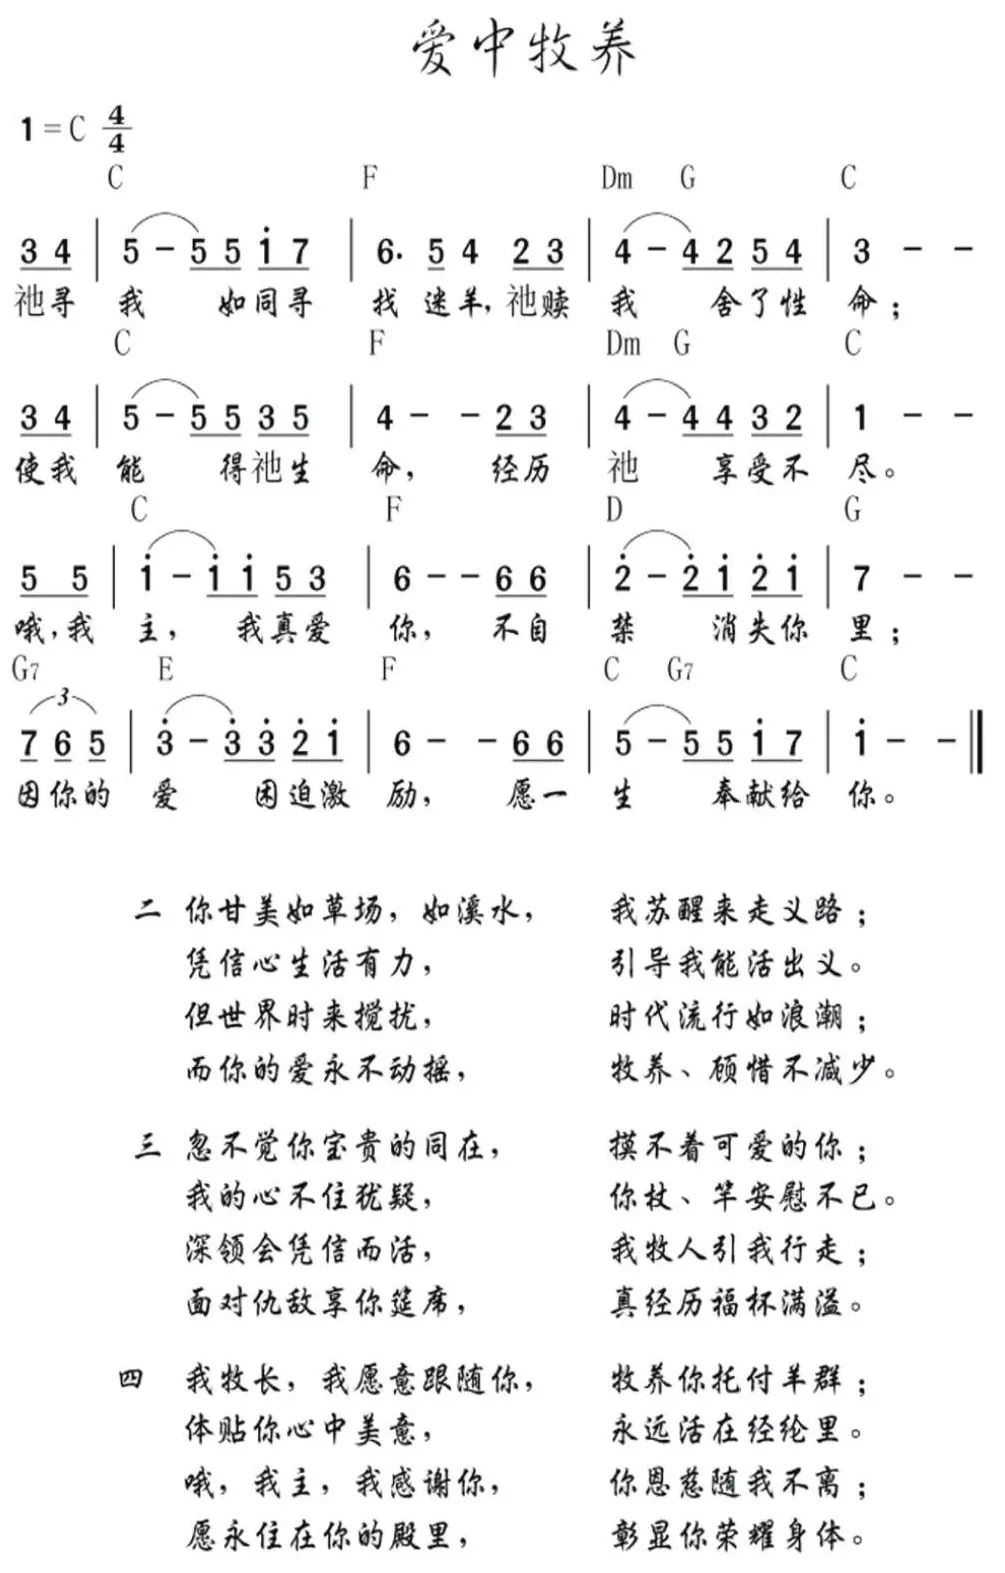 爱中牧养
1=C 4/4
C F Dm G C
3 4 | 5 - 5 5 i 7 | 6. 5 4 2 3 | 4 - 4 2 5 4 | 3 - -
祂寻 我 如同寻 找 迷羊,祂赎 我 舍了性 命;
C F Dm G C
3 4 | 5 - 5 5 3 5 | 4 - - 2 3 | 4 - 4 4 3 2 | 1 - -
使我 能 得祂生 命, 经历 祂 享受不 尽。
C F D G
5 5 | i - i i 5 3 | 6 - - 6 6 | 2̇ - 2̇ i 2̇ i | 7 - -
哦,我 主, 我真爱 你, 不自 禁 消失你 里;
G7 E F C G7 C
3
7 6 5 | 3̇ - 3̇ 3̇ 2̇ i | 6 - - 6 6 | 5 - 5 5 i 7 | i - - ‖
因你的 爱 困迫激 励, 愿一 生 奉献给 你。
二 你甘美如草场,如溪水, 我苏醒来走义路;
凭信心生活有力, 引导我能活出义。
但世界时来搅扰, 时代流行如浪潮;
而你的爱永不动摇, 牧养、顾惜不减少。
三 忽不觉你宝贵的同在, 摸不着可爱的你;
我的心不住犹疑, 你杖、竿安慰不已。
深领会凭信而活, 我牧人引我行走;
面对仇敌享你筵席, 真经历福杯满溢。
四 我牧长,我愿意跟随你, 牧养你托付羊群;
体贴你心中美意, 永远活在经纶里。
哦,我主,我感谢你, 你恩慈随我不离;
愿永住在你的殿里, 彰显你荣耀身体。